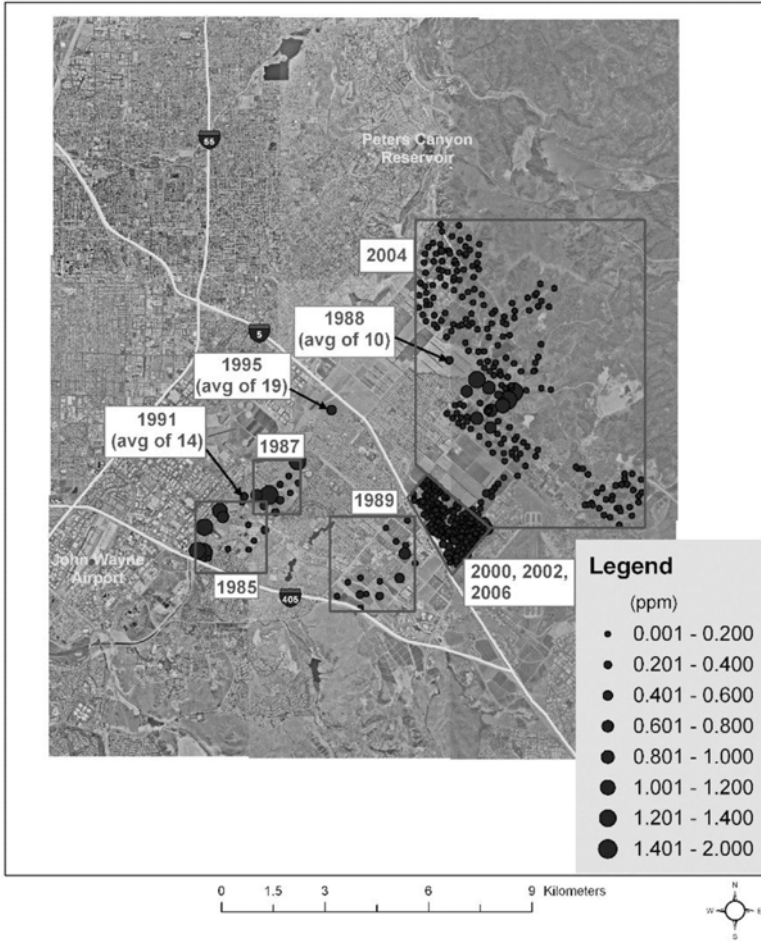 55
Peters Canyon
Reservoir
2004
1988
(avg of 10)
5
1995
(avg of 19)
1991
(avg of 14)
1987
1989
John Wayne
Airport
1985
405
2000, 2002,
2006
Legend
(ppm)
0.001 - 0.200
0.201 - 0.400
0.401 - 0.600
0.601 - 0.800
0.801 - 1.000
1.001 - 1.200
1.201 - 1.400
1.401 - 2.000
0 1.5 3 6 9 Kilometers
N
W E
S